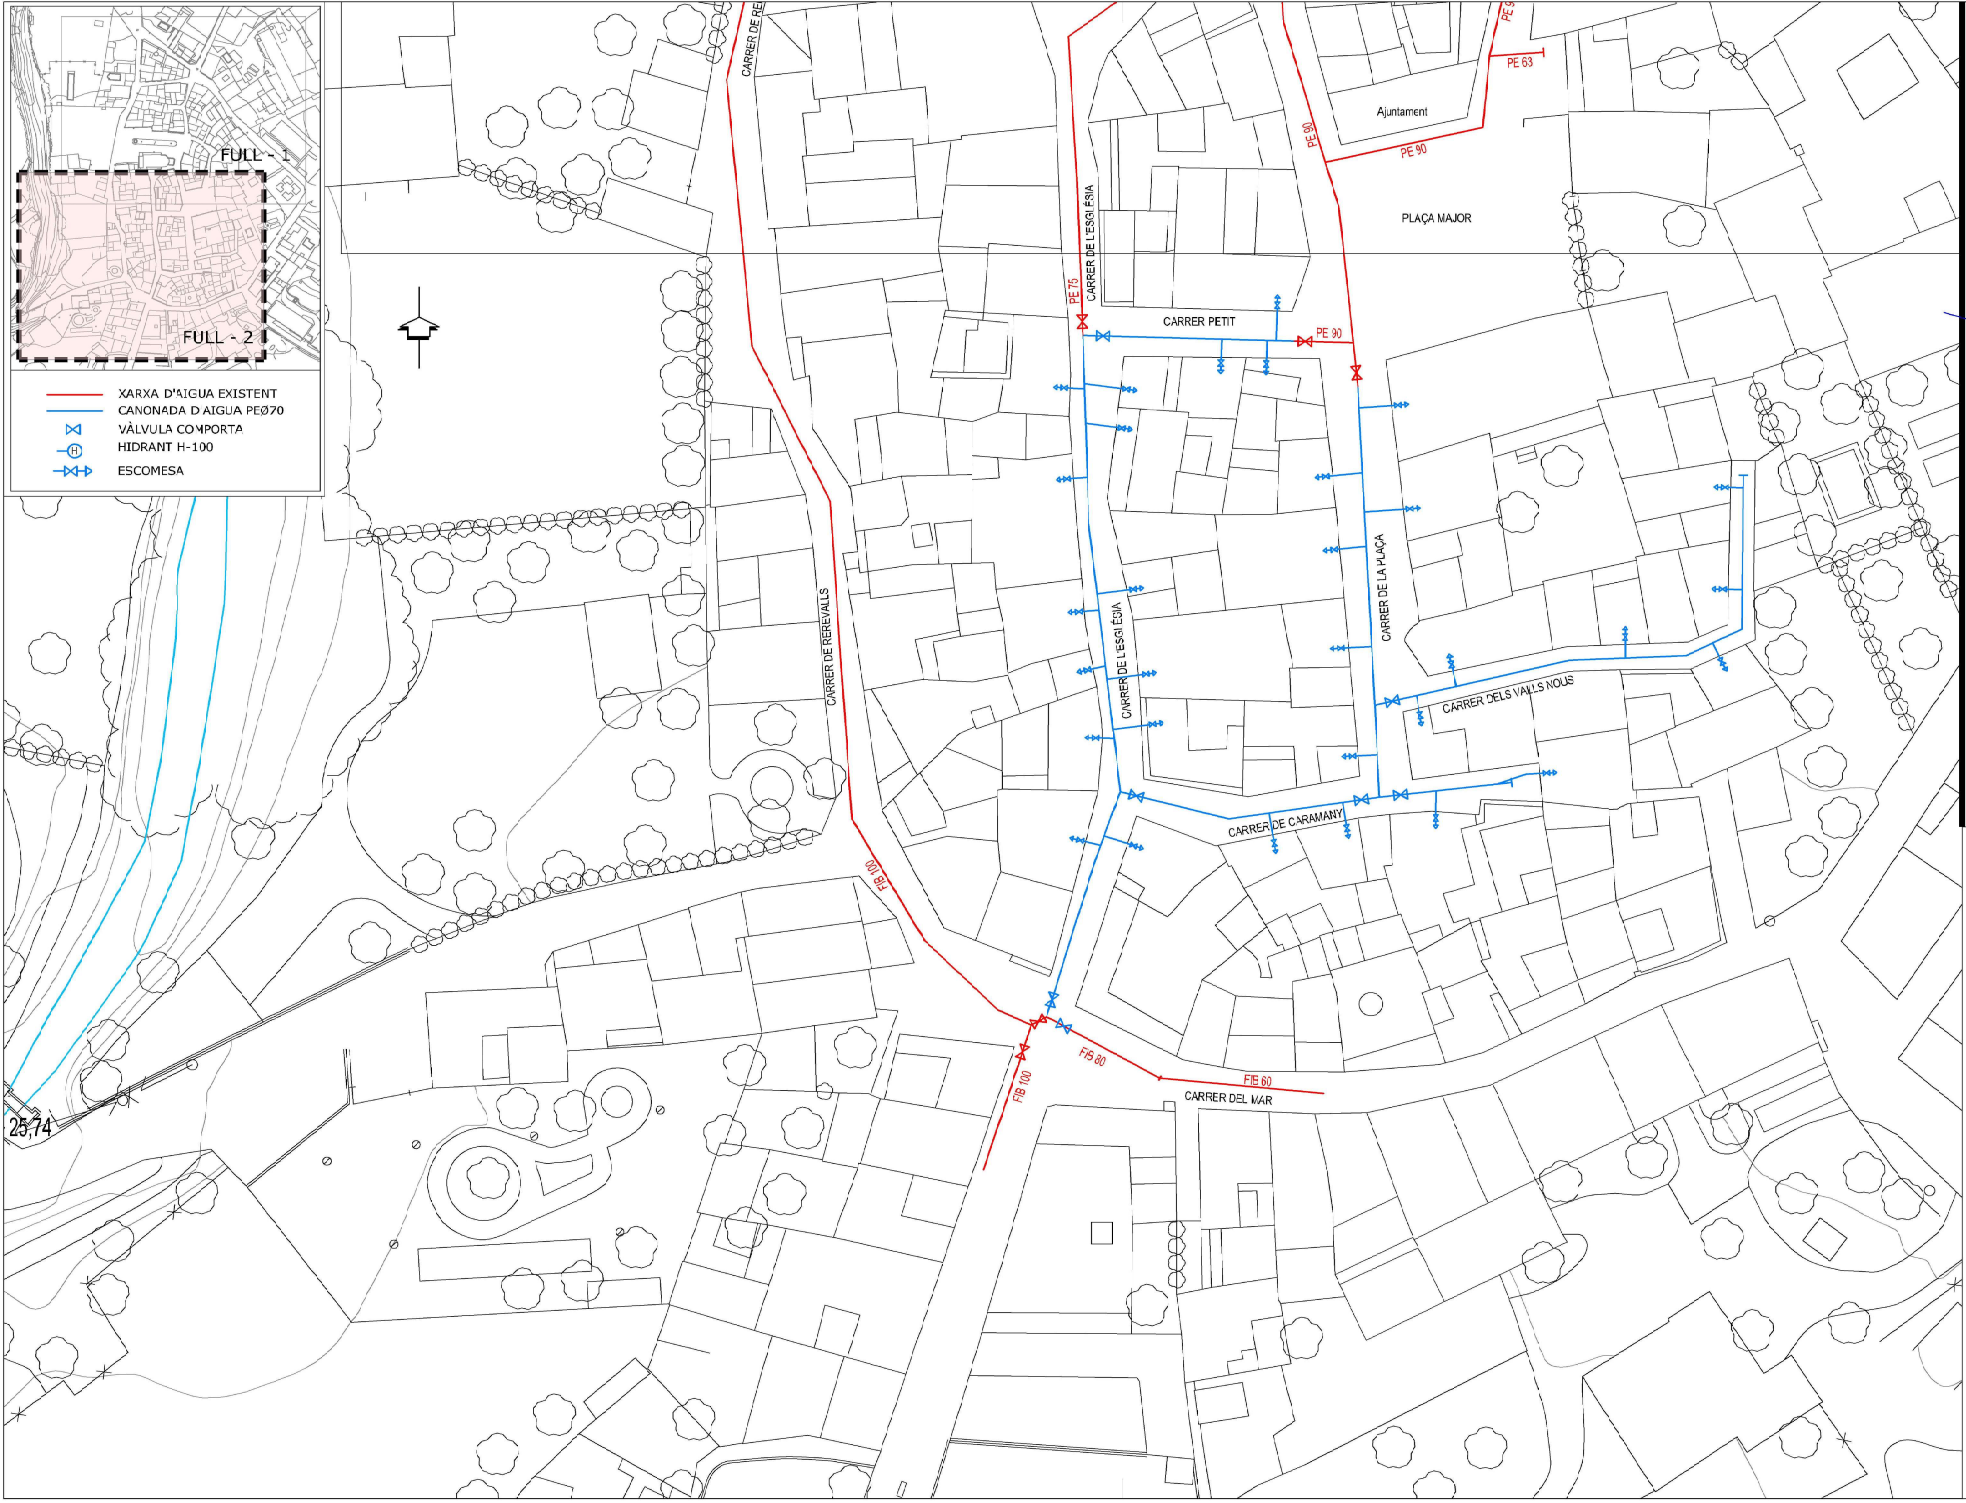 FULL - 1
FULL - 2
XARXA D'AIGUA EXISTENT
CANONADA D'AIGUA PEØ70
VÀLVULA COMPORTA
H
HIDRANT H-100
ESCOMESA
CARRER DE RE
PE 9
PE 63
Ajuntament
PE 90
PE 90
PLAÇA MAJOR
CARRER DE L'ESGLÉSIA
PE 75
CARRER PETIT
PE 90
CARRER DE LA PLAÇA
CARRER DE REREVALLS
CARRER DE L'ESGLÉSIA
CARRER DELS VALLS NOUS
CARRER DE CARAMANY
FIB 100
FIB 80
FIB 60
FIB 100
CARRER DEL MAR
25,74